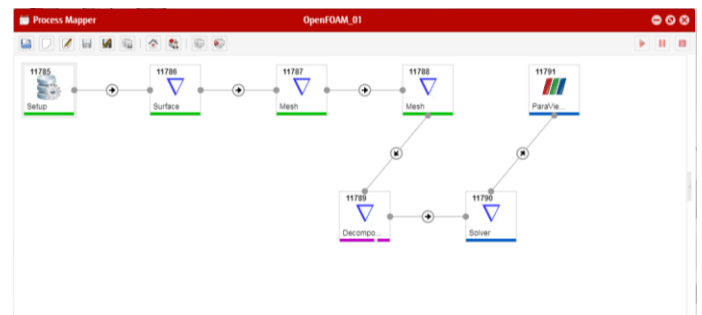 Process Mapper OpenFOAM_01
11785 11786 11787 11788 11791
Setup Surface Mesh Mesh ParaVie...
11789 11790
Decompo... Solver